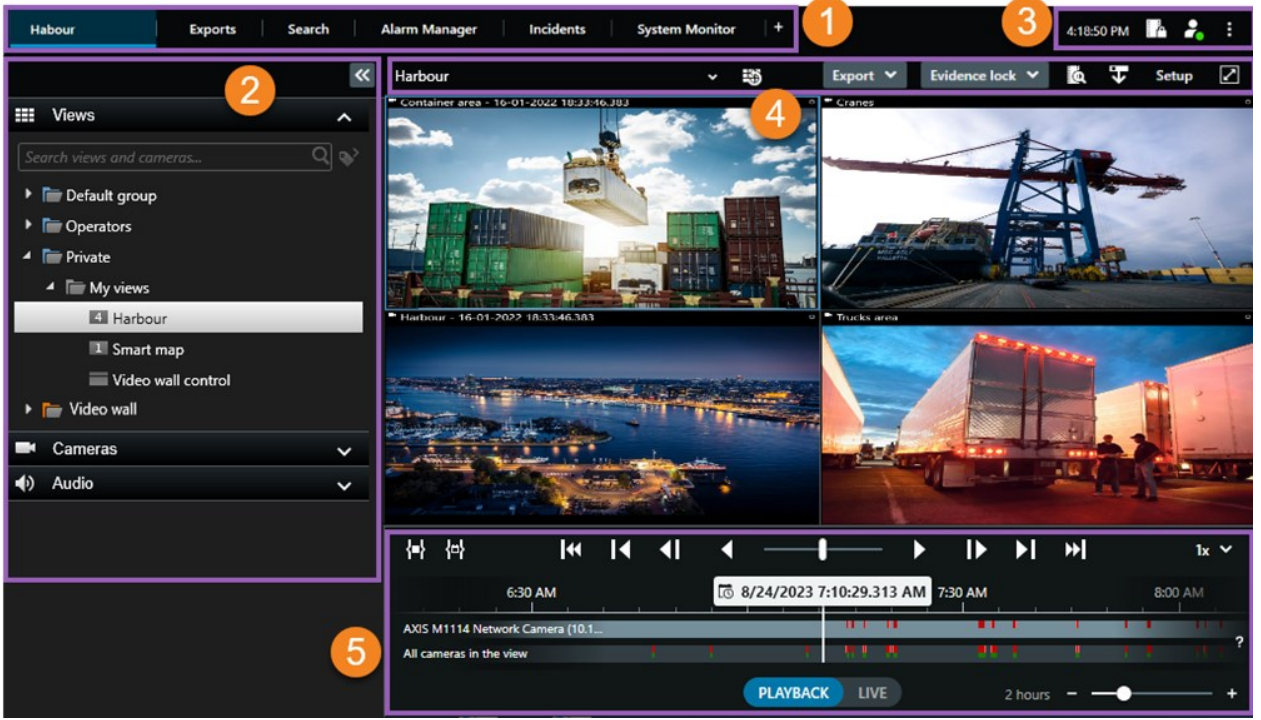 Habour
Exports
Search
Alarm Manager
Incidents
System Monitor
+
1
3
4:18:50 PM
2
Harbour
Export
Evidence lock
Setup
Views
Container area - 16-01-2022 18:33:46.383
4
Cranes
Search views and cameras...
Default group
Operators
Private
My views
4 Harbour
1 Smart map
Video wall control
Video wall
Cameras
Audio
Harbour - 16-01-2022 18:33:46.383
Trucks area
1x
6:30 AM
8/24/2023 7:10:29.313 AM
7:30 AM
8:00 AM
AXIS M1114 Network Camera (10.1...
All cameras in the view
?
5
PLAYBACK
LIVE
2 hours
-
+